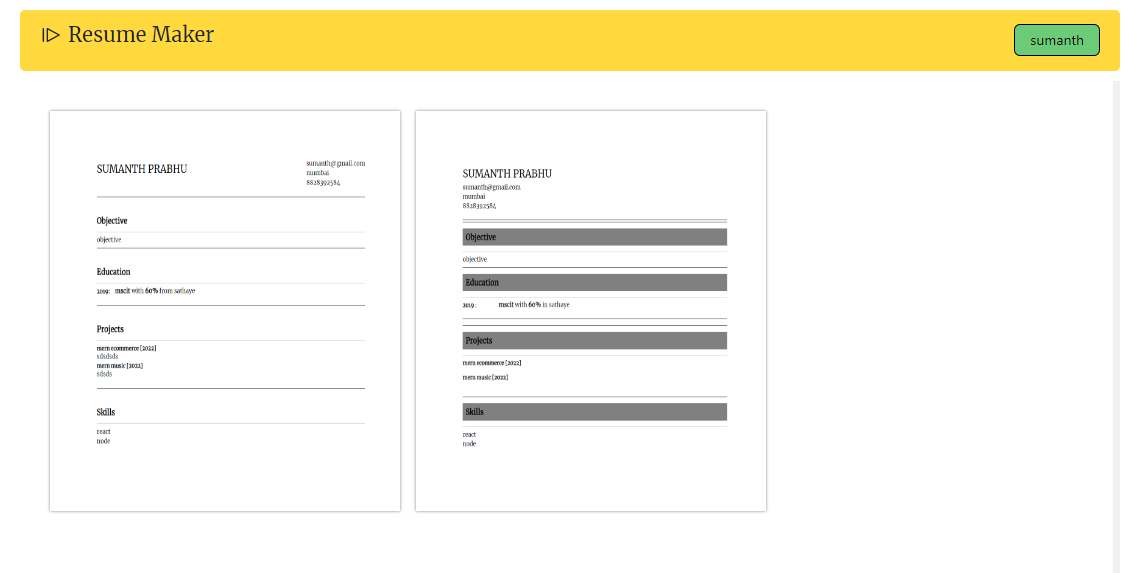 Resume Maker
sumanth
SUMANTH PRABHU
sumanth@gmail.com
mumbai
8828392584
Objective
objective
Education
2019: mscit with 60% from sathaye
Projects
mern ecommerce [2022]
sdsdsds
mern music [2022]
sdsds
Skills
react
node
SUMANTH PRABHU
sumanth@gmail.com
mumbai
8828392584
Objective
objective
Education
2019 : mscit with 60% in sathaye
Projects
mern ecommerce [2022]
mern music [2022]
Skills
react
node